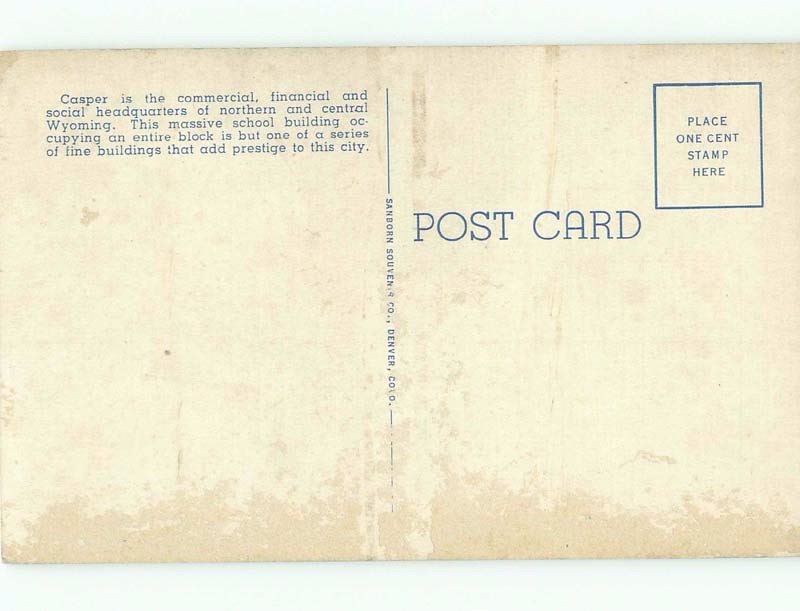 Casper is the commercial, financial and
social headquarters of northern and central
Wyoming. This massive school building oc-
cupying an entire block is but one of a series
of fine buildings that add prestige to this city.
SANBORN SOUVENIR CO., DENVER, COLO.
POST CARD
PLACE
ONE CENT
STAMP
HERE